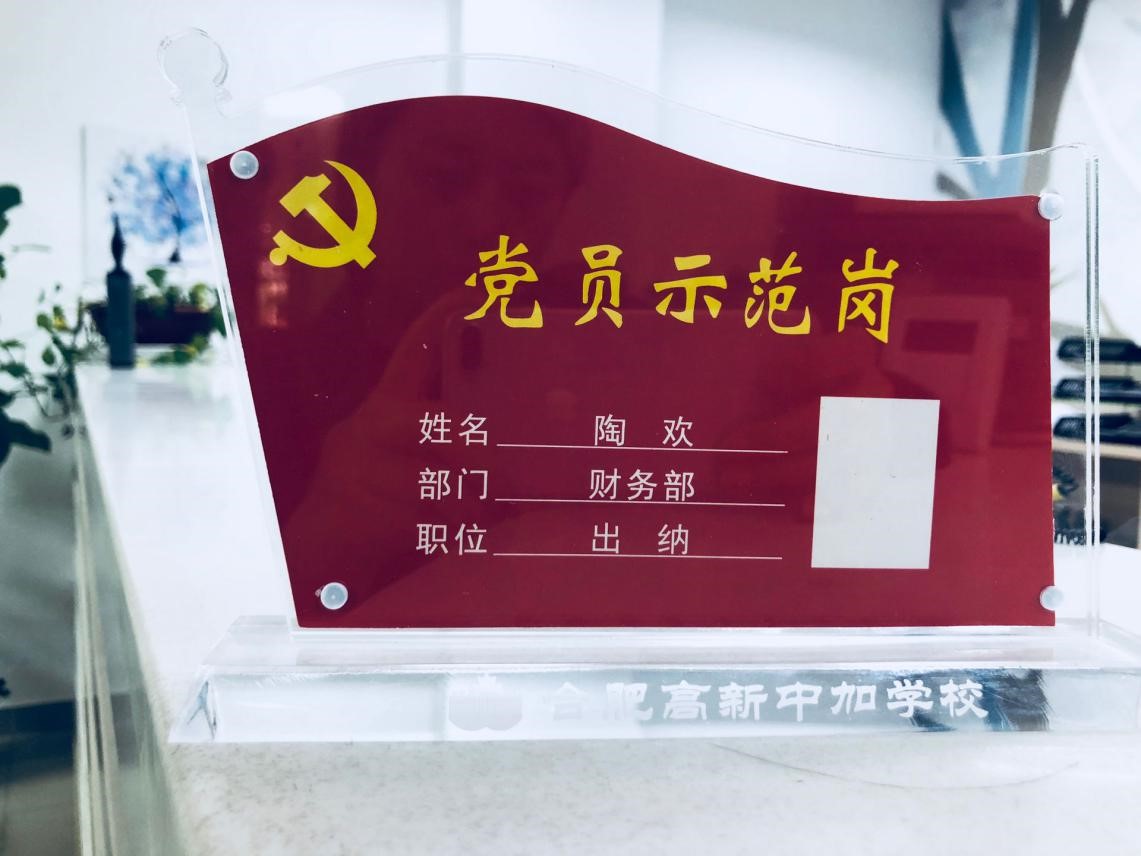 党员示范岗
姓名 陶 欢
部门 财务部
职位 出 纳
合肥高新中加学校